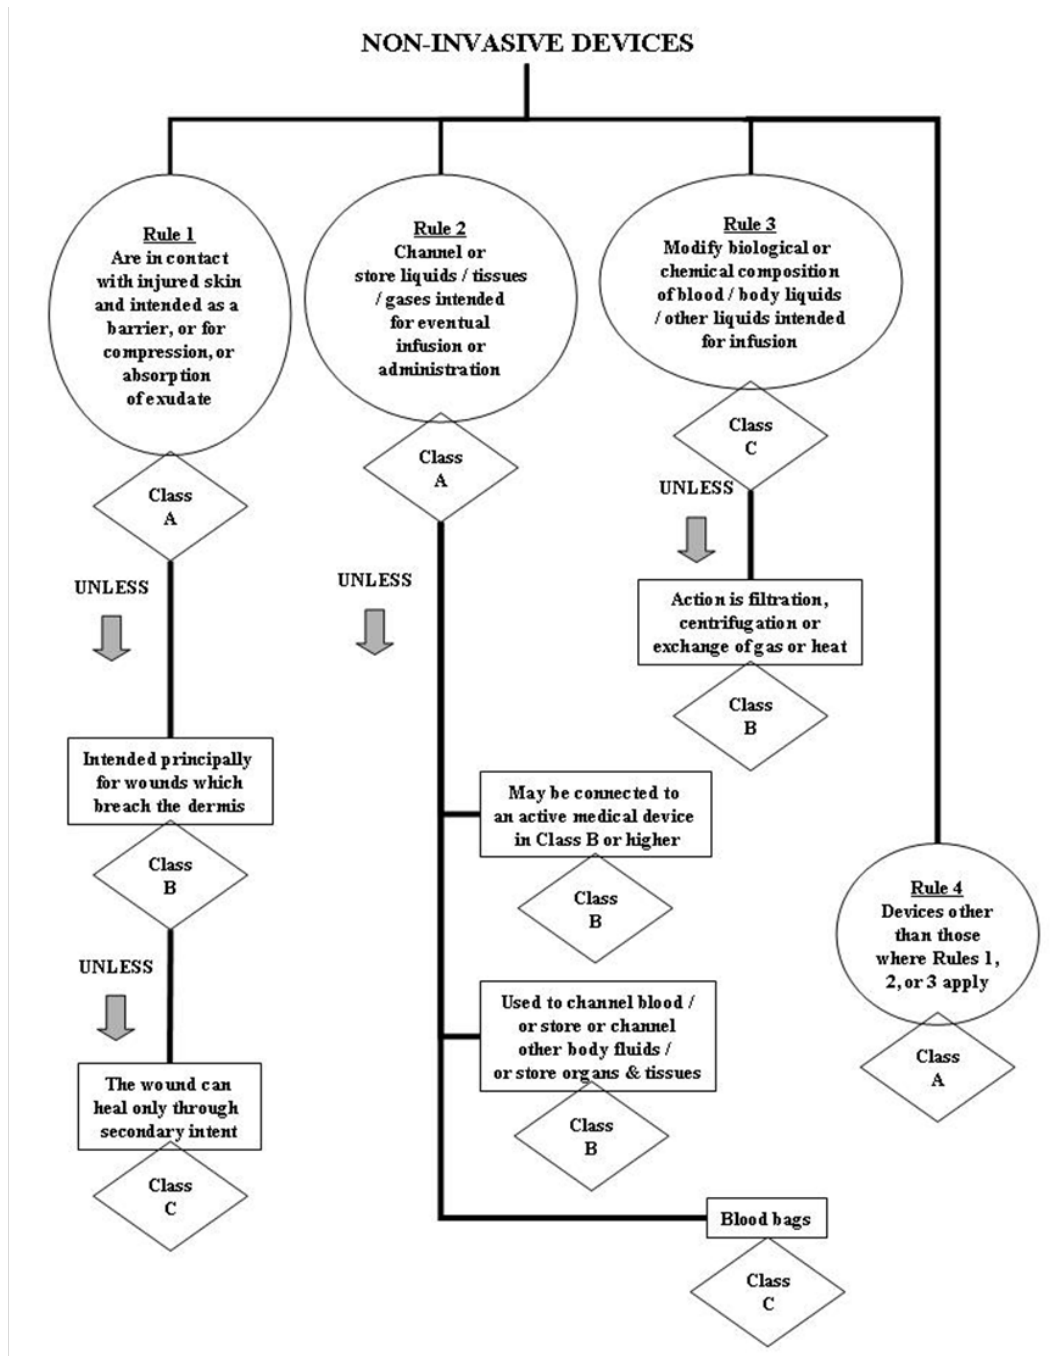 NON-INVASIVE DEVICES
Rule 1
Are in contact
with injured skin
and intended as a
barrier, or for
compression, or
absorption
of exudate
Class
A
UNLESS
Intended principally
for wounds which
breach the dermis
Class
B
UNLESS
The wound can
heal only through
secondary intent
Class
C
Rule 2
Channel or
store liquids / tissues
/ gases intended
for eventual
infusion or
administration
Class
A
UNLESS
May be connected to
an active medical device
in Class B or higher
Class
B
Used to channel blood /
or store or channel
other body fluids /
or store organs & tissues
Class
B
Blood bags
Class
C
Rule 3
Modify biological or
chemical composition
of blood / body liquids
/ other liquids intended
for infusion
Class
C
UNLESS
Action is filtration,
centrifugation or
exchange of gas or heat
Class
B
Rule 4
Devices other
than those
where Rules 1,
2, or 3 apply
Class
A